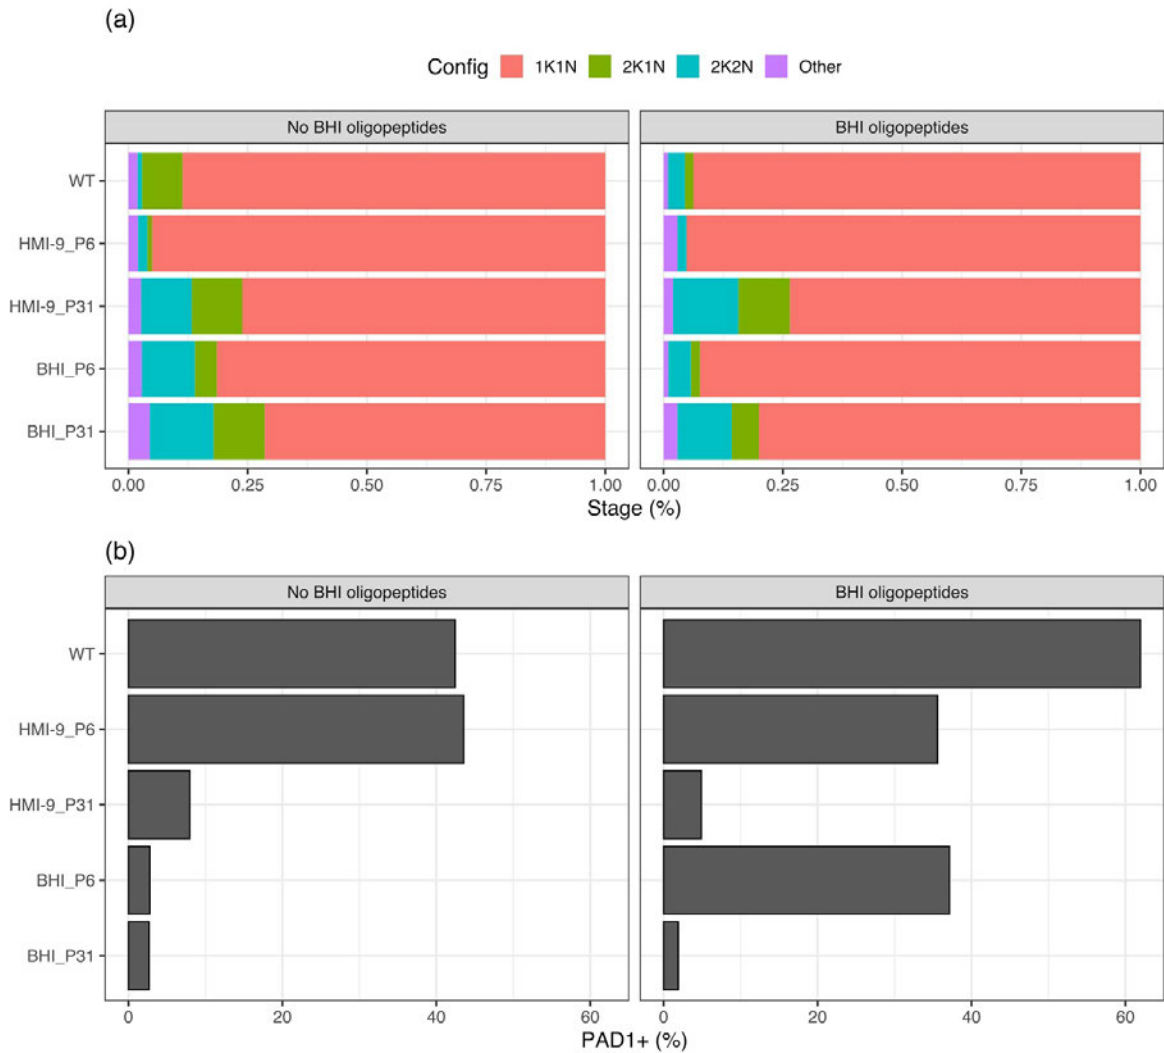 (a)
Config 1K1N 2K1N 2K2N Other
No BHI oligopeptides BHI oligopeptides
WT
HMI-9_P6
HMI-9_P31
BHI_P6
BHI_P31
0.00 0.25 0.50 0.75 1.00 0.00 0.25 0.50 0.75 1.00
Stage (%)
(b)
No BHI oligopeptides BHI oligopeptides
WT
HMI-9_P6
HMI-9_P31
BHI_P6
BHI_P31
0 20 40 60 0 20 40 60
PAD1+ (%)